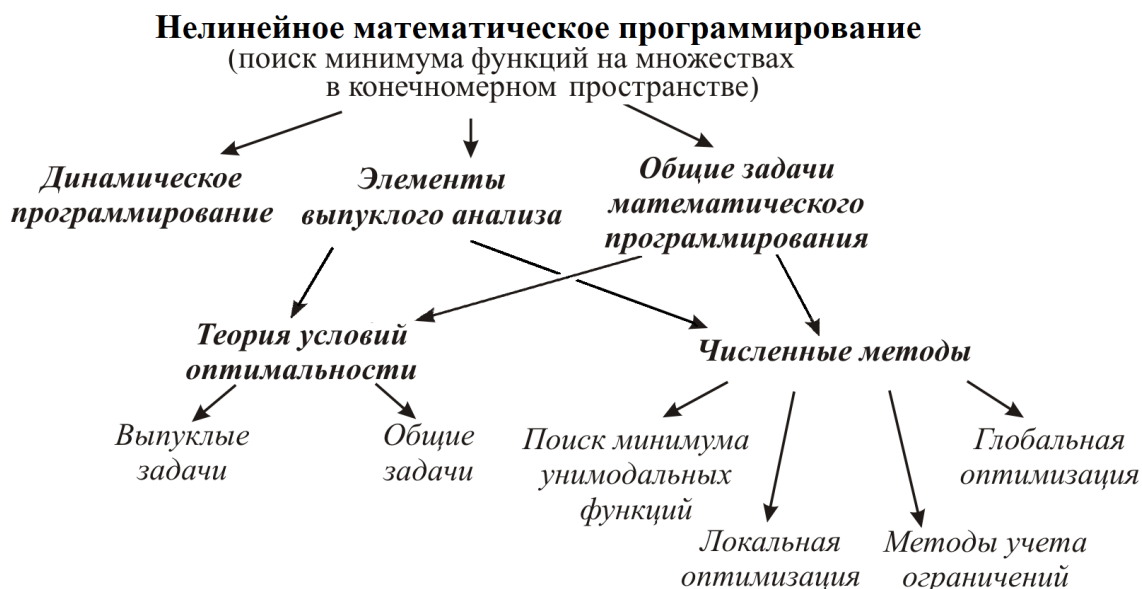 Нелинейное математическое программирование
(поиск минимума функций на множествах
в конечномерном пространстве)
Динамическое
программирование
Элементы
выпуклого анализа
Общие задачи
математического
программирования
Теория условий
оптимальности
Численные методы
Выпуклые
задачи
Общие
задачи
Поиск минимума
унимодальных
функций
Локальная
оптимизация
Методы учета
ограничений
Глобальная
оптимизация